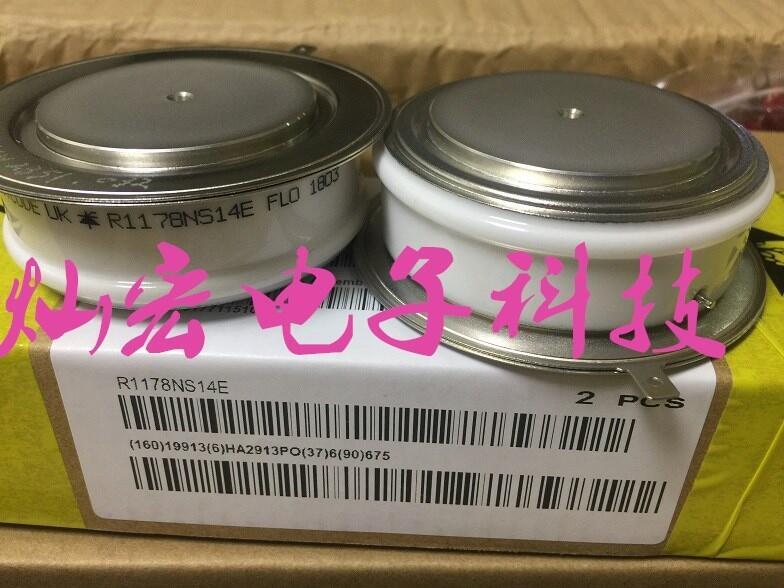 CODE UK R1178NS14E FLO 1803
灿宏电子科技
R1178NS14E
2 PCS
(160)19913(6)HA2913PO(37)6(90)675